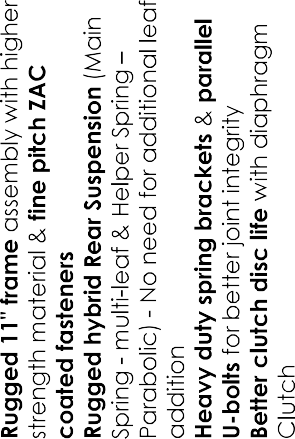 Rugged 11" frame assembly with higher
strength material & fine pitch ZAC
coated fasteners
Rugged hybrid Rear Suspension (Main
Spring - multi-leaf & Helper Spring –
Parabolic) - No need for additional leaf
addition
Heavy duty spring brackets & parallel
U-bolts for better joint integrity
Better clutch disc life with diaphragm
Clutch